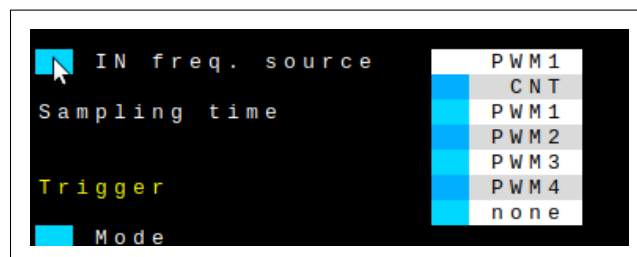 IN freq. source PWM1
CNT
Sampling time PWM1
PWM2
PWM3
Trigger PWM4
none
Mode